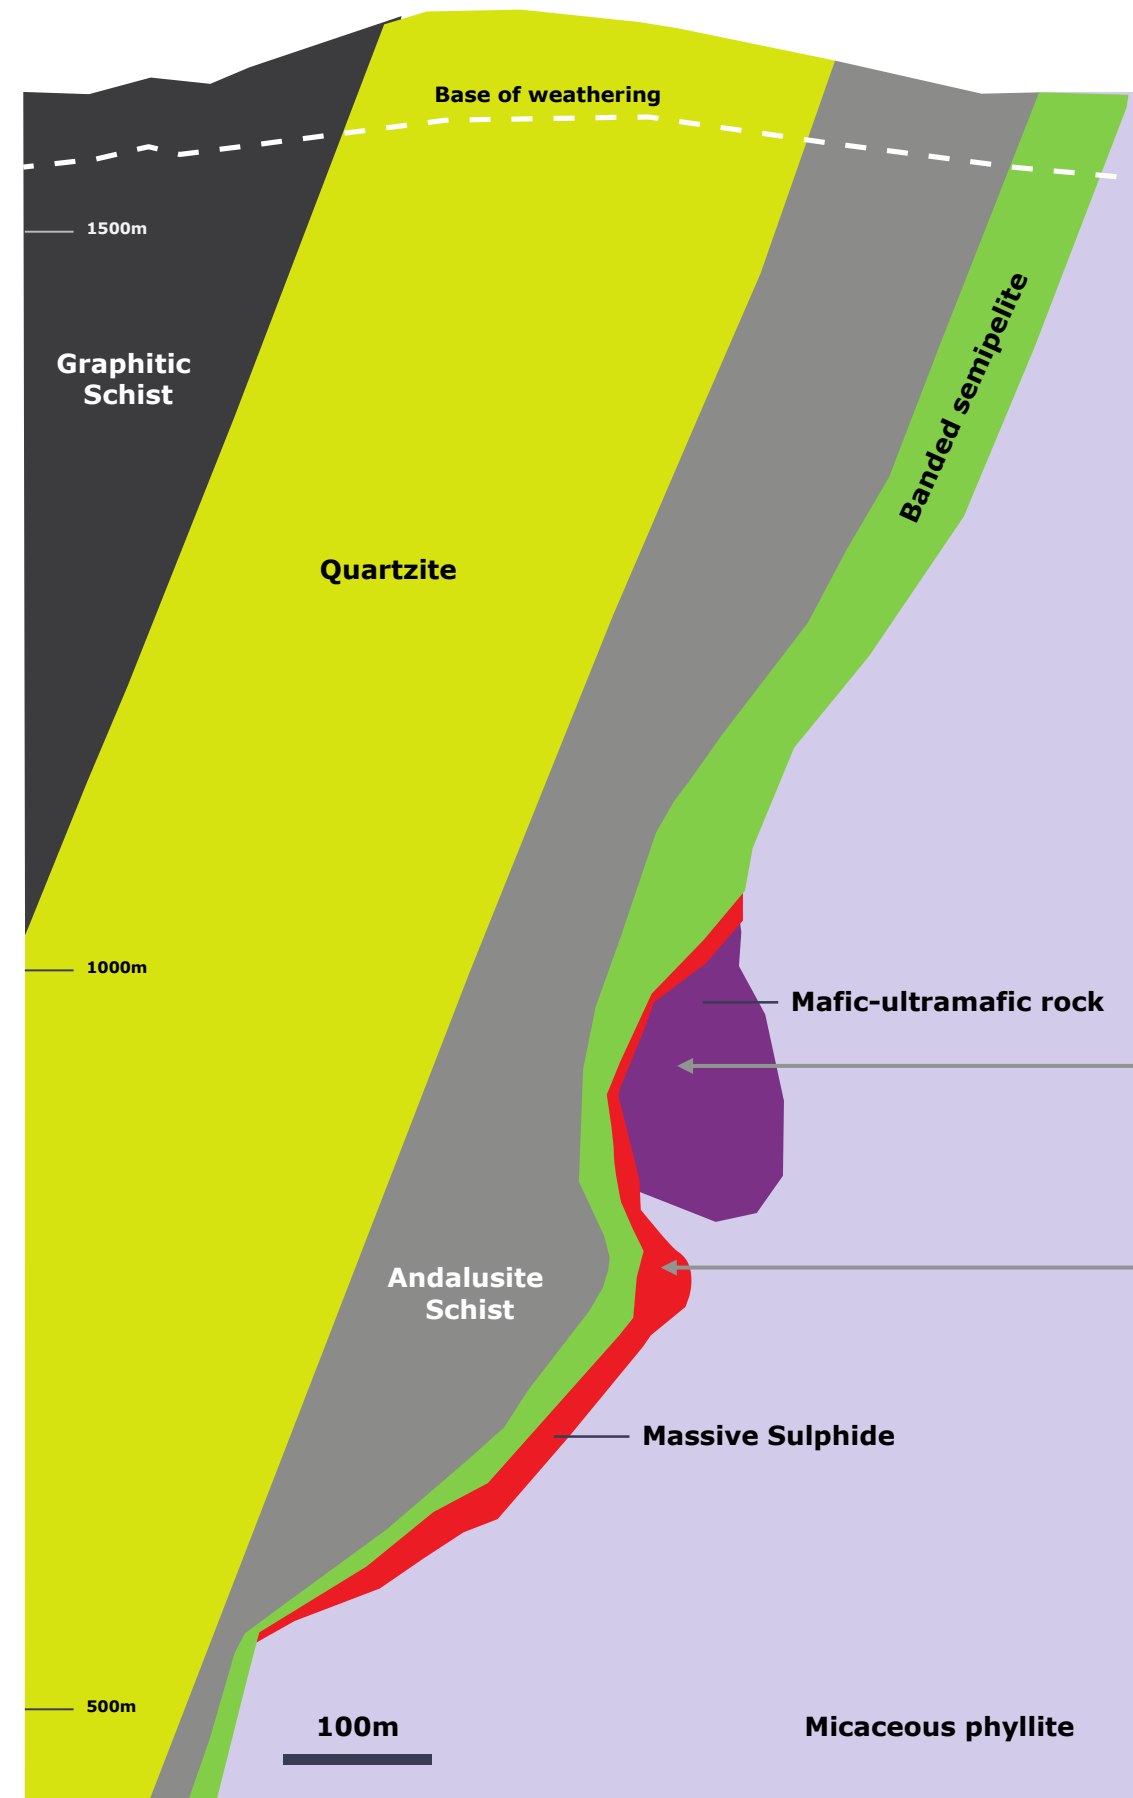 Base of weathering
1500m
Graphitic
Schist
Banded semipelite
Quartzite
1000m
Mafic-ultramafic rock
Andalusite
Schist
Massive Sulphide
500m
100m
Micaceous phyllite